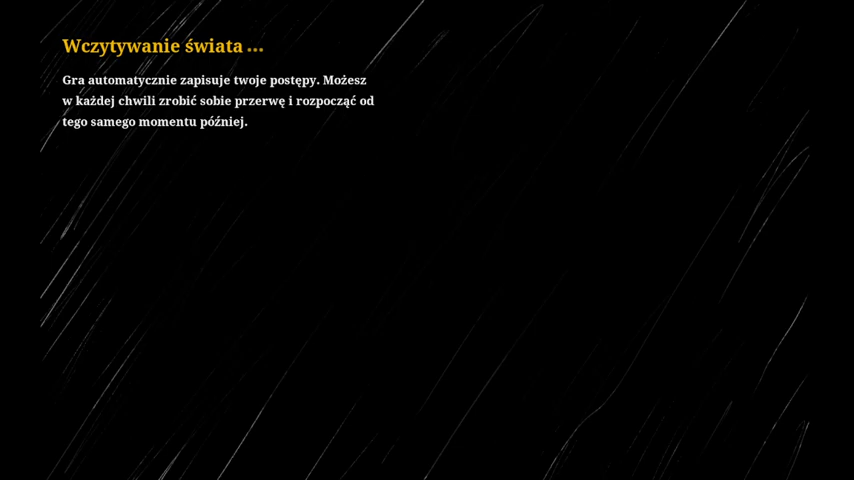 Wczytywanie świata ...
Gra automatycznie zapisuje twoje postępy. Możesz
w każdej chwili zrobić sobie przerwę i rozpocząć od
tego samego momentu później.